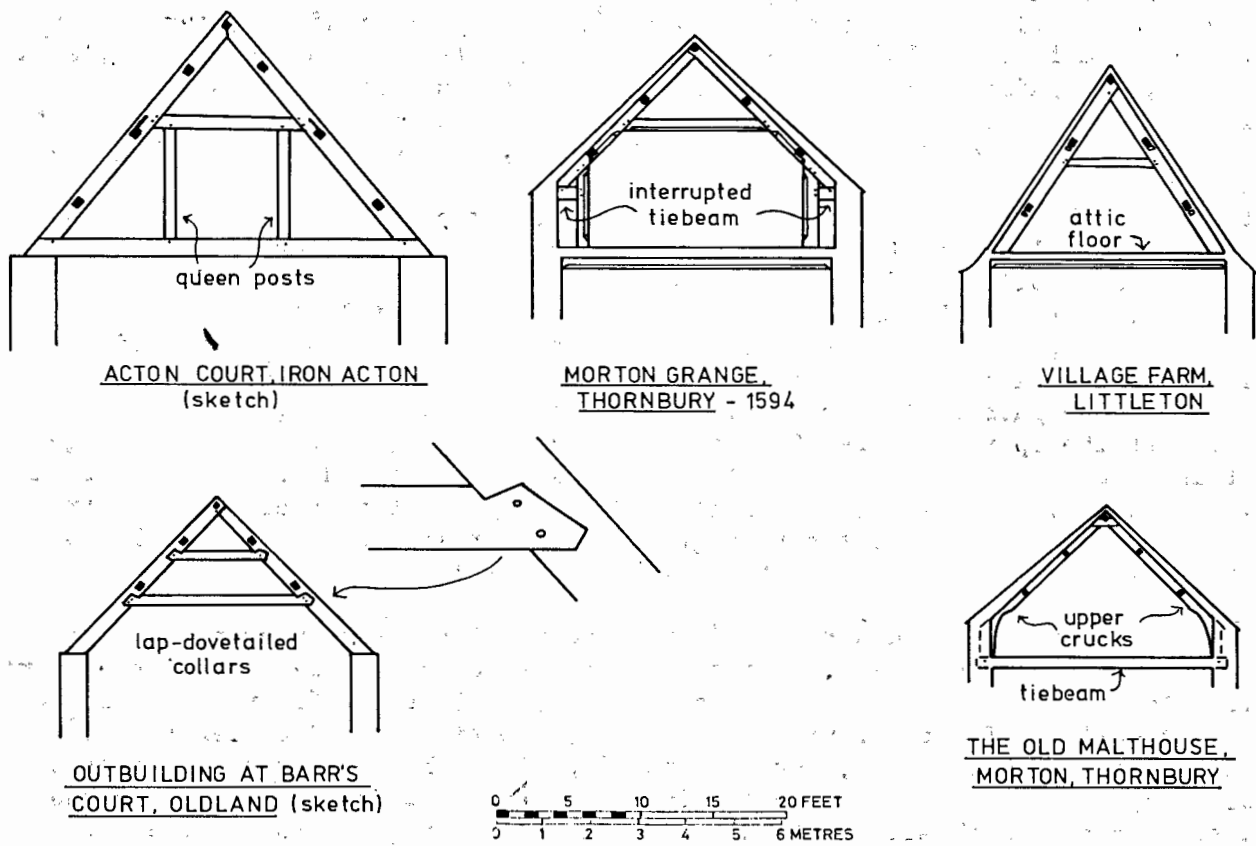 queen posts
ACTON COURT, IRON ACTON
(sketch)
interrupted
tiebeam
MORTON GRANGE,
THORNBURY - 1594
attic
floor
VILLAGE FARM,
LITTLETON
lap-dovetailed
collars
OUTBUILDING AT BARR'S
COURT, OLDLAND (sketch)
upper
crucks
tiebeam
THE OLD MALTHOUSE,
MORTON, THORNBURY
0 5 10 15 20 FEET
0 1 2 3 4 5 6 METRES